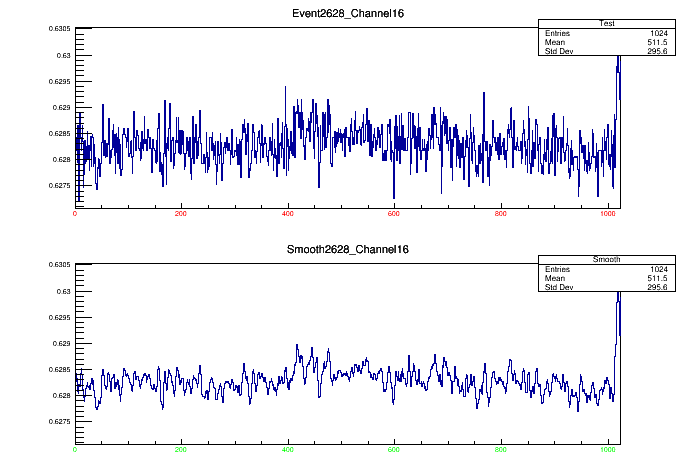 Event2628_Channel16
Test
Entries 1024
Mean 511.5
Std Dev 295.6
0.6305
0.63
0.6295
0.629
0.6285
0.628
0.6275
0 200 400 600 800 1000
Smooth2628_Channel16
Smooth
Entries 1024
Mean 511.5
Std Dev 295.6
0.6305
0.63
0.6295
0.629
0.6285
0.628
0.6275
0 200 400 600 800 1000